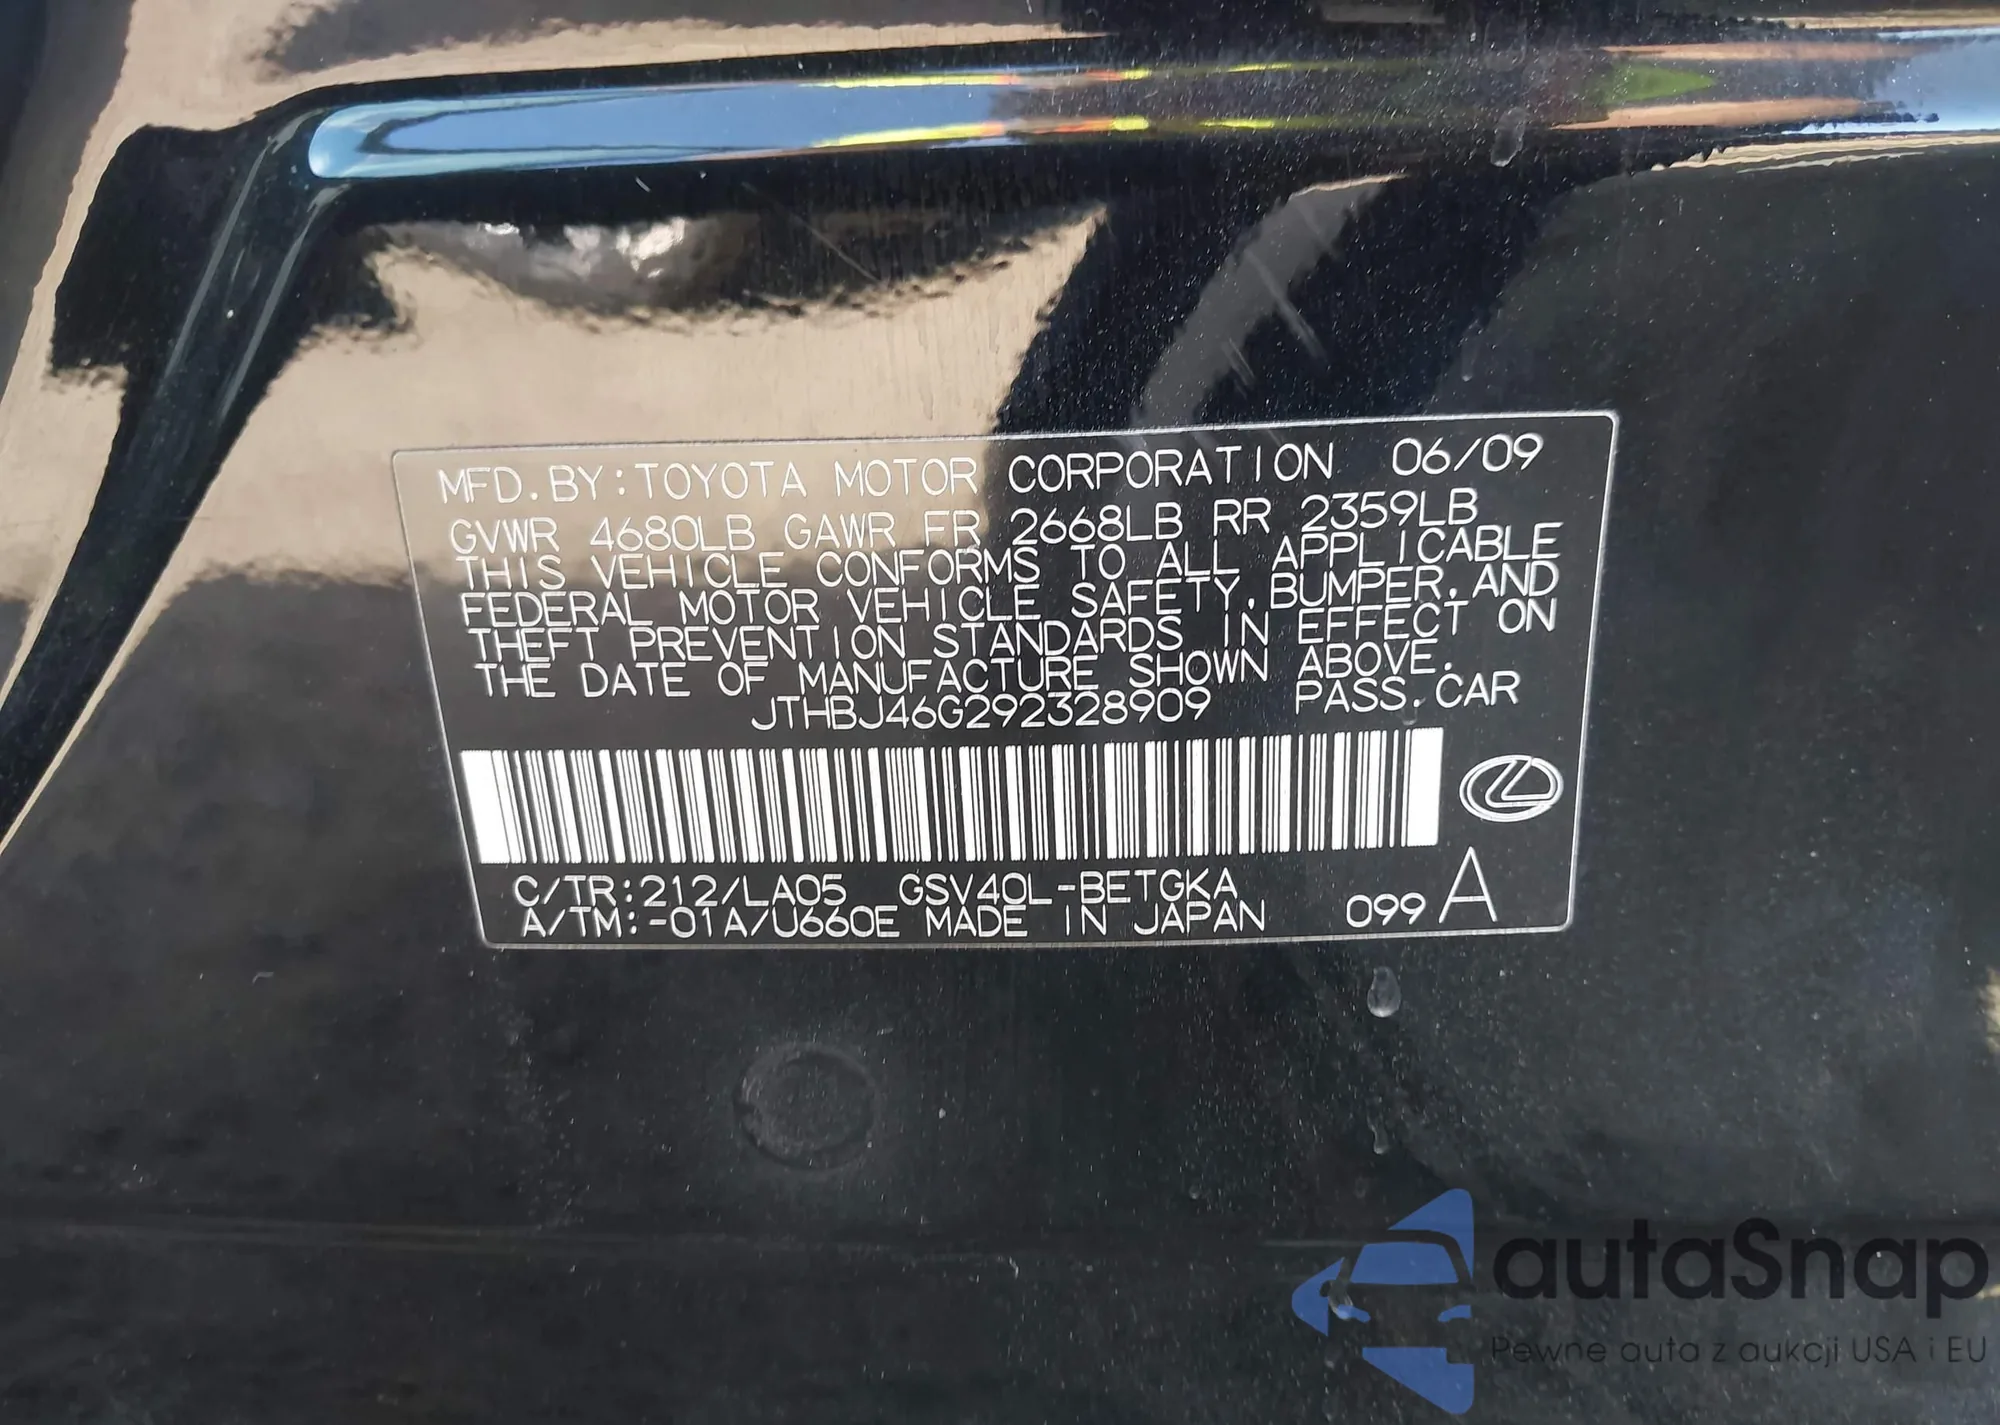 MFD.BY:TOYOTA MOTOR CORPORATION 06/09
GVWR 4680LB GAWR FR 2668LB RR 2359LB
THIS VEHICLE CONFORMS TO ALL APPLICABLE
FEDERAL MOTOR VEHICLE SAFETY,BUMPER,AND
THEFT PREVENTION STANDARDS IN EFFECT ON
THE DATE OF MANUFACTURE SHOWN ABOVE.
JTHBJ46G292328909 PASS.CAR
C/TR:212/LA05 GSV40L-BETGKA
A/TM:-01A/U660E MADE IN JAPAN 099 A
autoSnap
Pewne auta z aukcji USA i EU